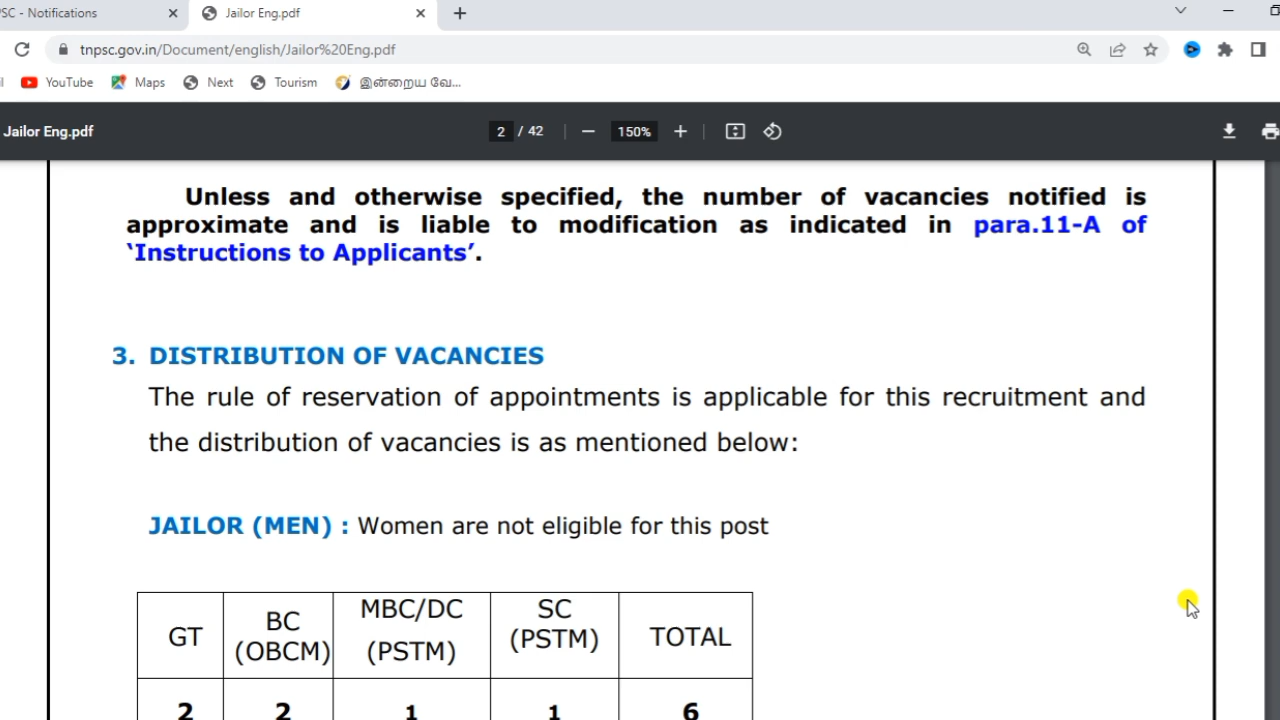 SC - Notifications
Jailor Eng.pdf
tnpsc.gov.in/Document/english/Jailor%20Eng.pdf
YouTube Maps Next Tourism இன்றைய வே...
Jailor Eng.pdf 2 / 42 150%
Unless and otherwise specified, the number of vacancies notified is
approximate and is liable to modification as indicated in para.11-A of
‘Instructions to Applicants’.
3. DISTRIBUTION OF VACANCIES
The rule of reservation of appointments is applicable for this recruitment and
the distribution of vacancies is as mentioned below:
JAILOR (MEN) : Women are not eligible for this post
GT BC (OBCM) MBC/DC (PSTM) SC (PSTM) TOTAL
2 2 1 1 6